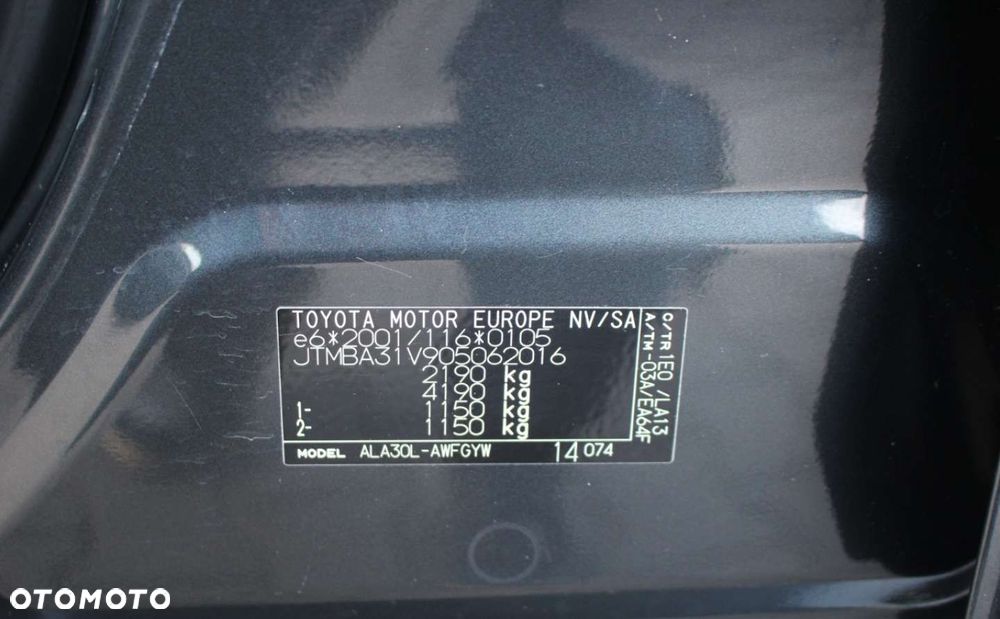 TOYOTA MOTOR EUROPE NV/SA
e6*2001/116*0105
JTMBA31V905062016
2190 kg
4190 kg
1- 1150 kg
2- 1150 kg
MODEL ALA30L-AWFGYW 14 074
C/TR 1E0 /LA13
A/TM -03A/EA64F
OTOMOTO